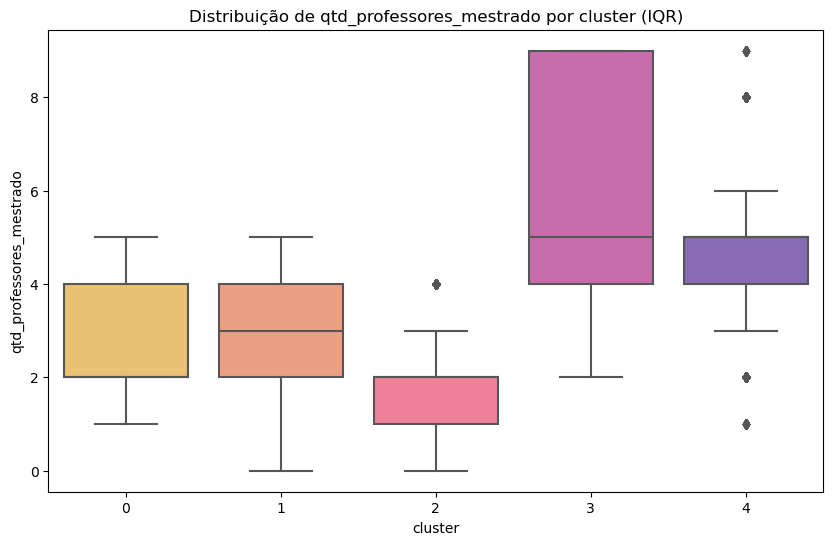 Distribuição de qtd_professores_mestrado por cluster (IQR)
qtd_professores_mestrado
8
6
4
2
0
0 1 2 3 4
cluster